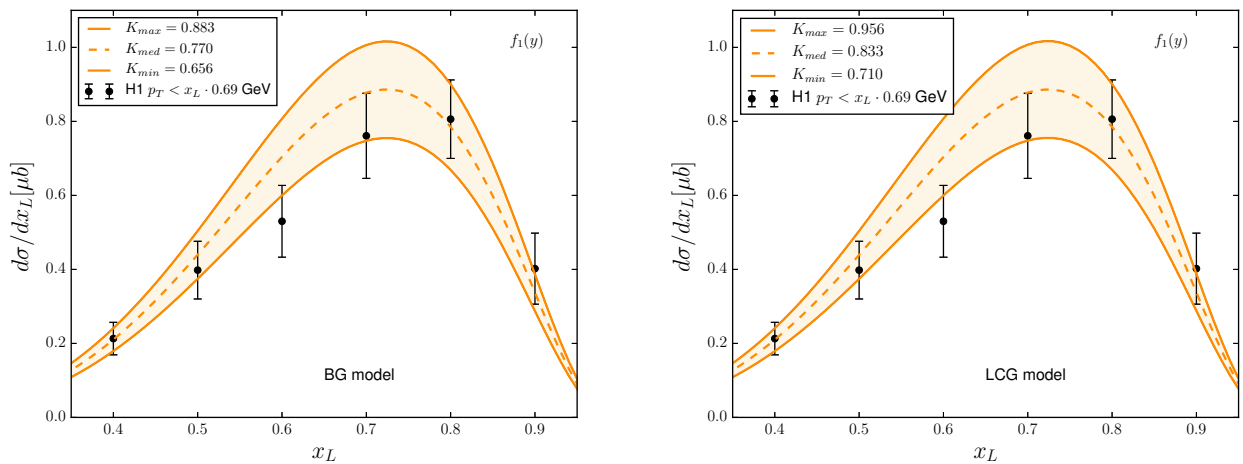 K_max = 0.883
K_med = 0.770
K_min = 0.656
H1 p_T < x_L · 0.69 GeV
f_1(y)
dσ/dx_L[μb]
1.0
0.8
0.6
0.4
0.2
0.0
BG model
0.4 0.5 0.6 0.7 0.8 0.9
x_L
K_max = 0.956
K_med = 0.833
K_min = 0.710
H1 p_T < x_L · 0.69 GeV
f_1(y)
dσ/dx_L[μb]
1.0
0.8
0.6
0.4
0.2
0.0
LCG model
0.4 0.5 0.6 0.7 0.8 0.9
x_L